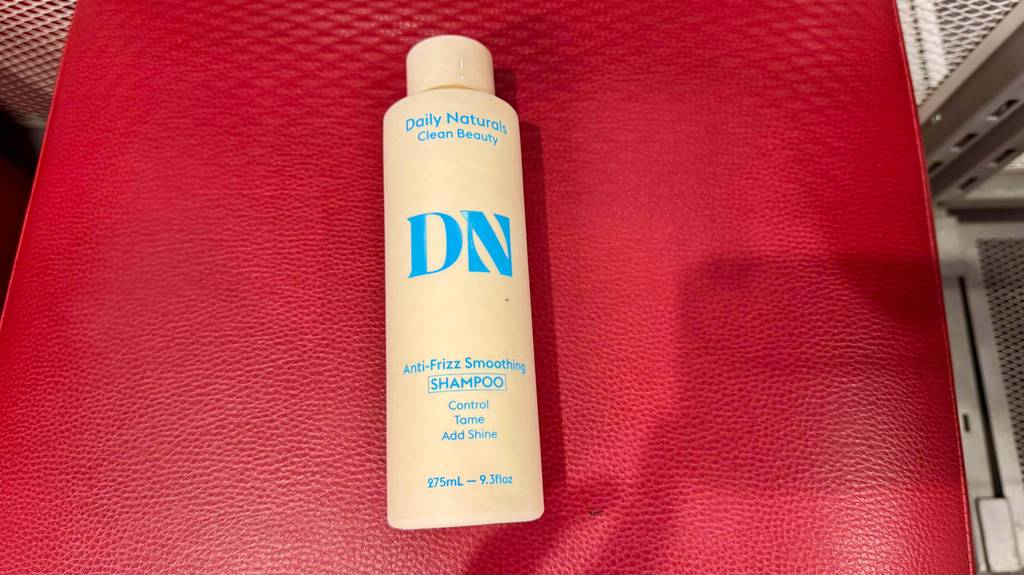 Daily Naturals
Clean Beauty
DN
Anti-Frizz Smoothing
SHAMPOO
Control
Tame
Add Shine
275mL — 9.3floz